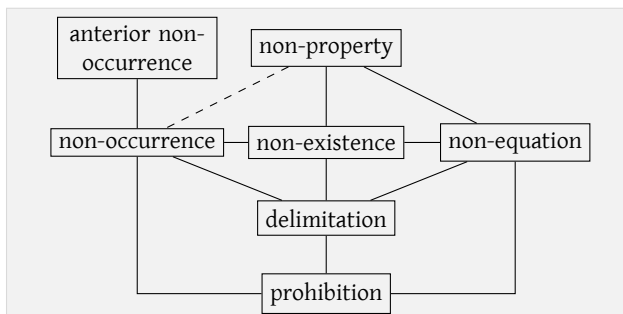 anterior non-
occurrence
non-property
non-occurrence
non-existence
non-equation
delimitation
prohibition